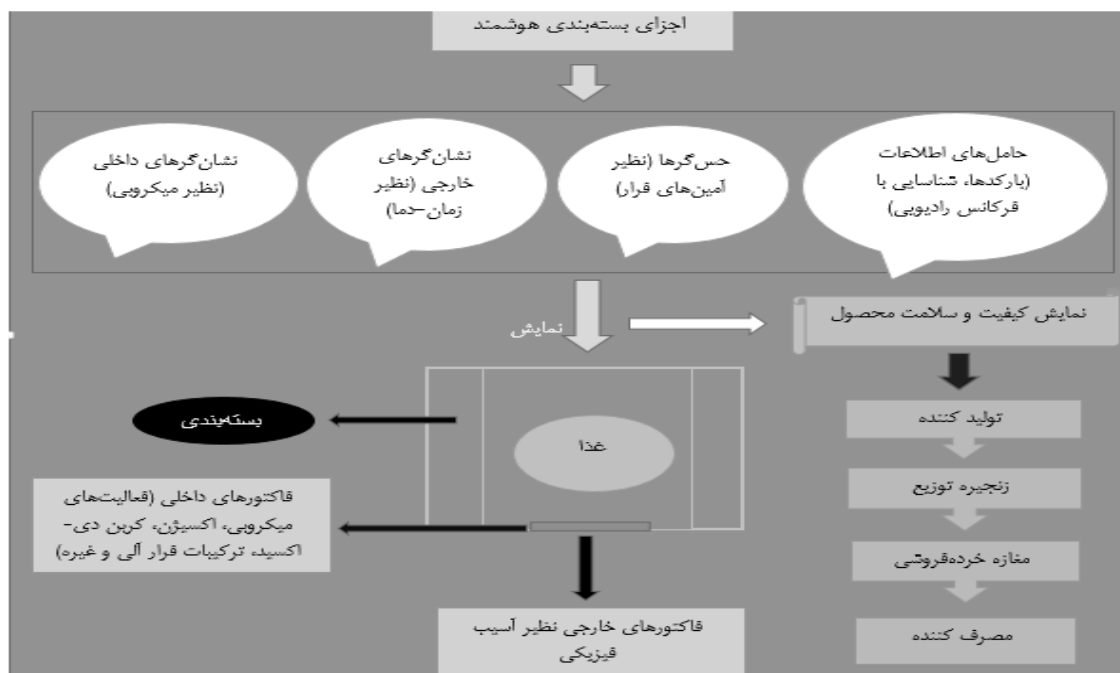 اجزای بسته‌بندی هوشمند
حامل‌های اطلاعات
(بارکدها، شناسایی با
فرکانس رادیویی)
حس‌گرها (نظیر
آمین‌های فرار)
نشان‌گرهای
خارجی (نظیر
زمان-دما)
نشان‌گرهای داخلی
(نظیر میکروبی)
نمایش
نمایش کیفیت و سلامت محصول
تولید کننده
زنجیره توزیع
مغازه خرده‌فروشی
مصرف کننده
غذا
بسته‌بندی
فاکتورهای داخلی (فعالیت‌های
میکروبی، اکسیژن، کربن دی-
اکسید، ترکیبات فرار آلی و غیره)
فاکتورهای خارجی نظیر آسیب
فیزیکی